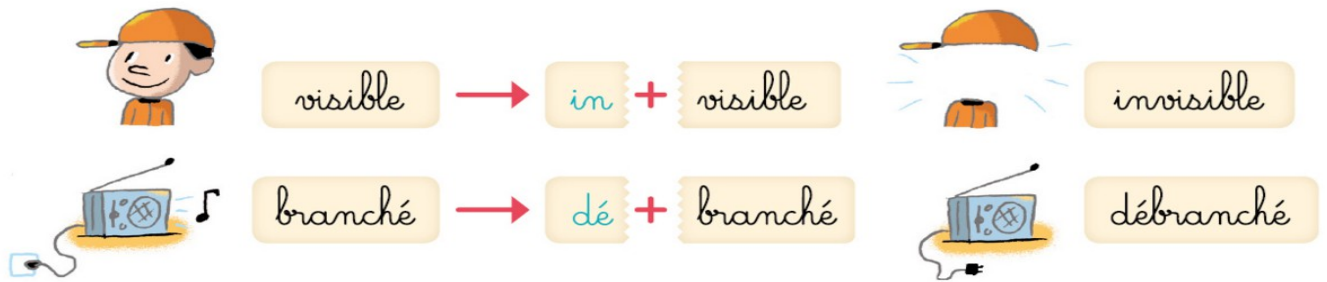 visible → in + visible invisible
branché → dé + branché débranché